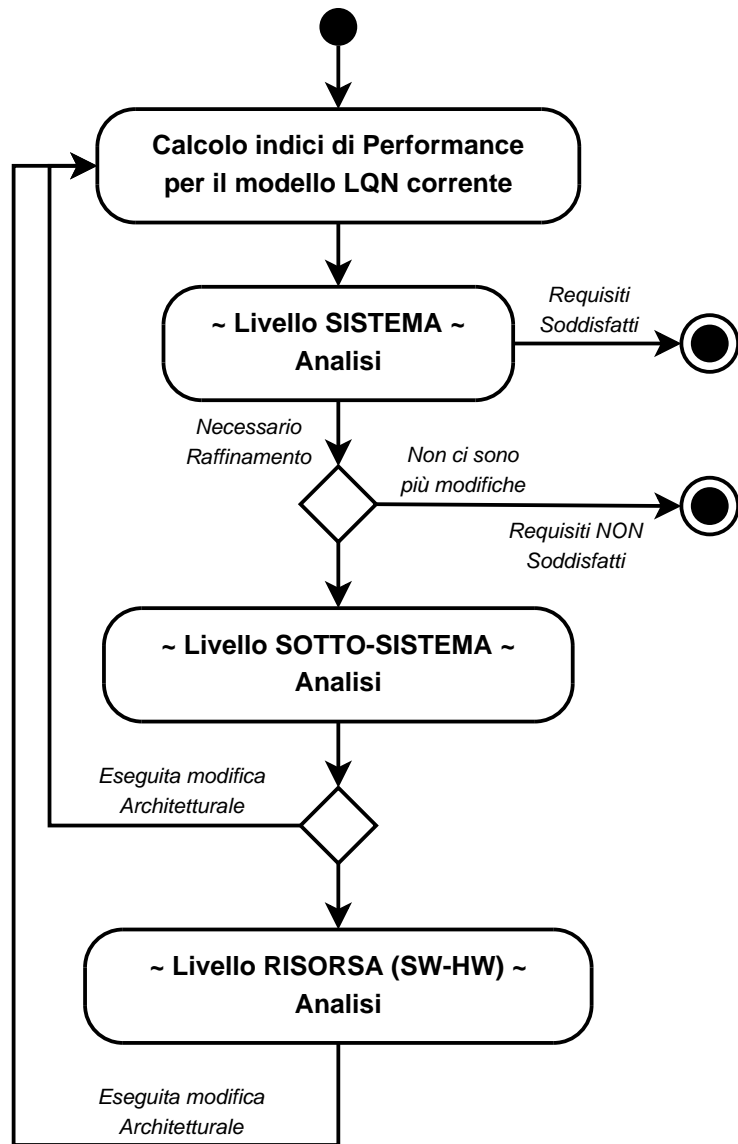 Calcolo indici di Performance
per il modello LQN corrente
~ Livello SISTEMA ~
Analisi
Requisiti
Soddisfatti
Necessario
Raffinamento
Non ci sono
più modifiche
Requisiti NON
Soddisfatti
~ Livello SOTTO-SISTEMA ~
Analisi
Eseguita modifica
Architetturale
~ Livello RISORSA (SW-HW) ~
Analisi
Eseguita modifica
Architetturale